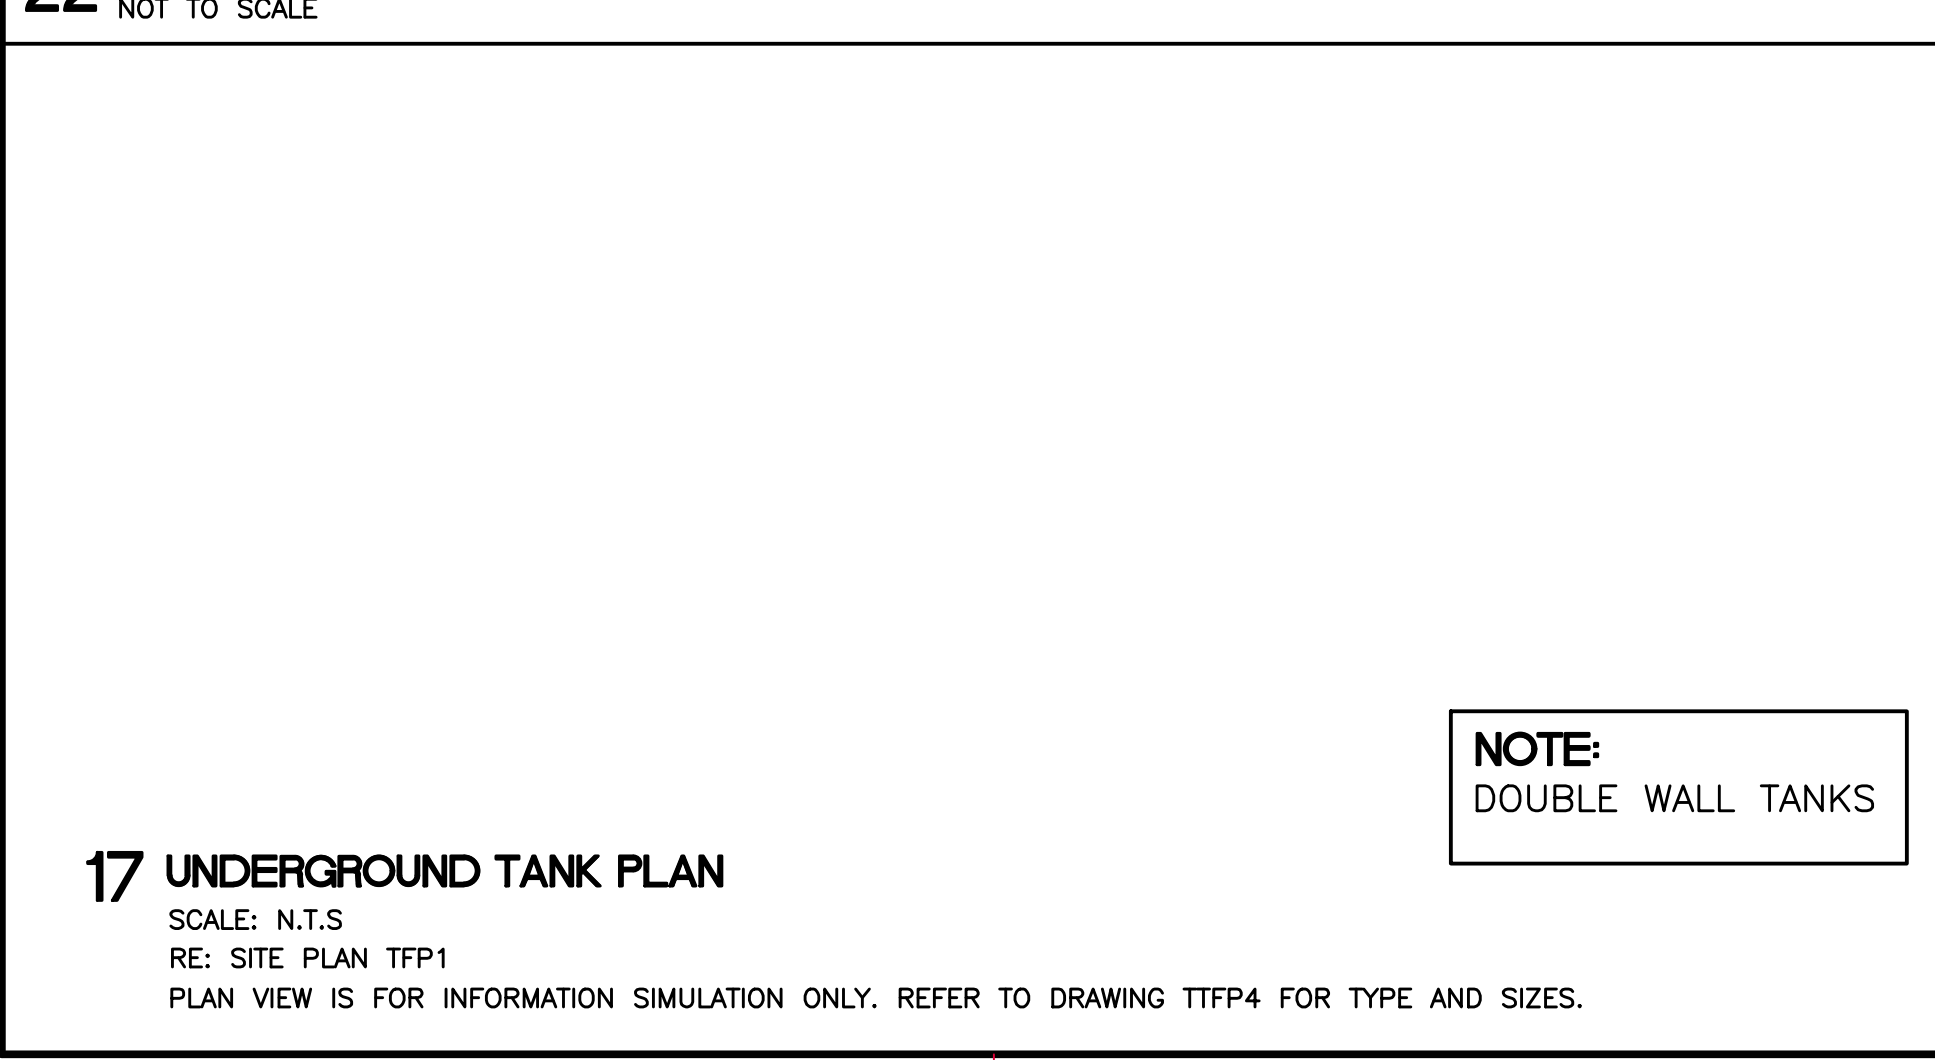 22 NOT TO SCALE
NOTE:
DOUBLE WALL TANKS
17 UNDERGROUND TANK PLAN
SCALE: N.T.S
RE: SITE PLAN TFP1
PLAN VIEW IS FOR INFORMATION SIMULATION ONLY. REFER TO DRAWING TTFP4 FOR TYPE AND SIZES.